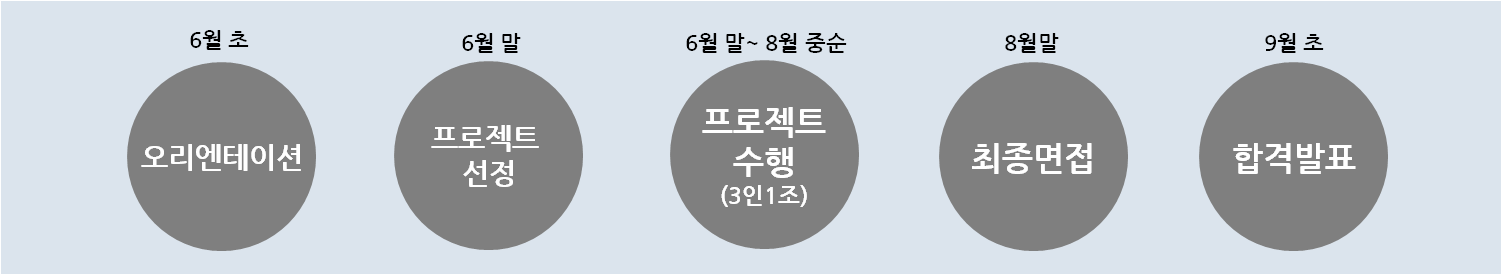 6월 초
오리엔테이션
6월 말
프로젝트
선정
6월 말~ 8월 중순
프로젝트
수행
(3인1조)
8월말
최종면접
9월 초
합격발표